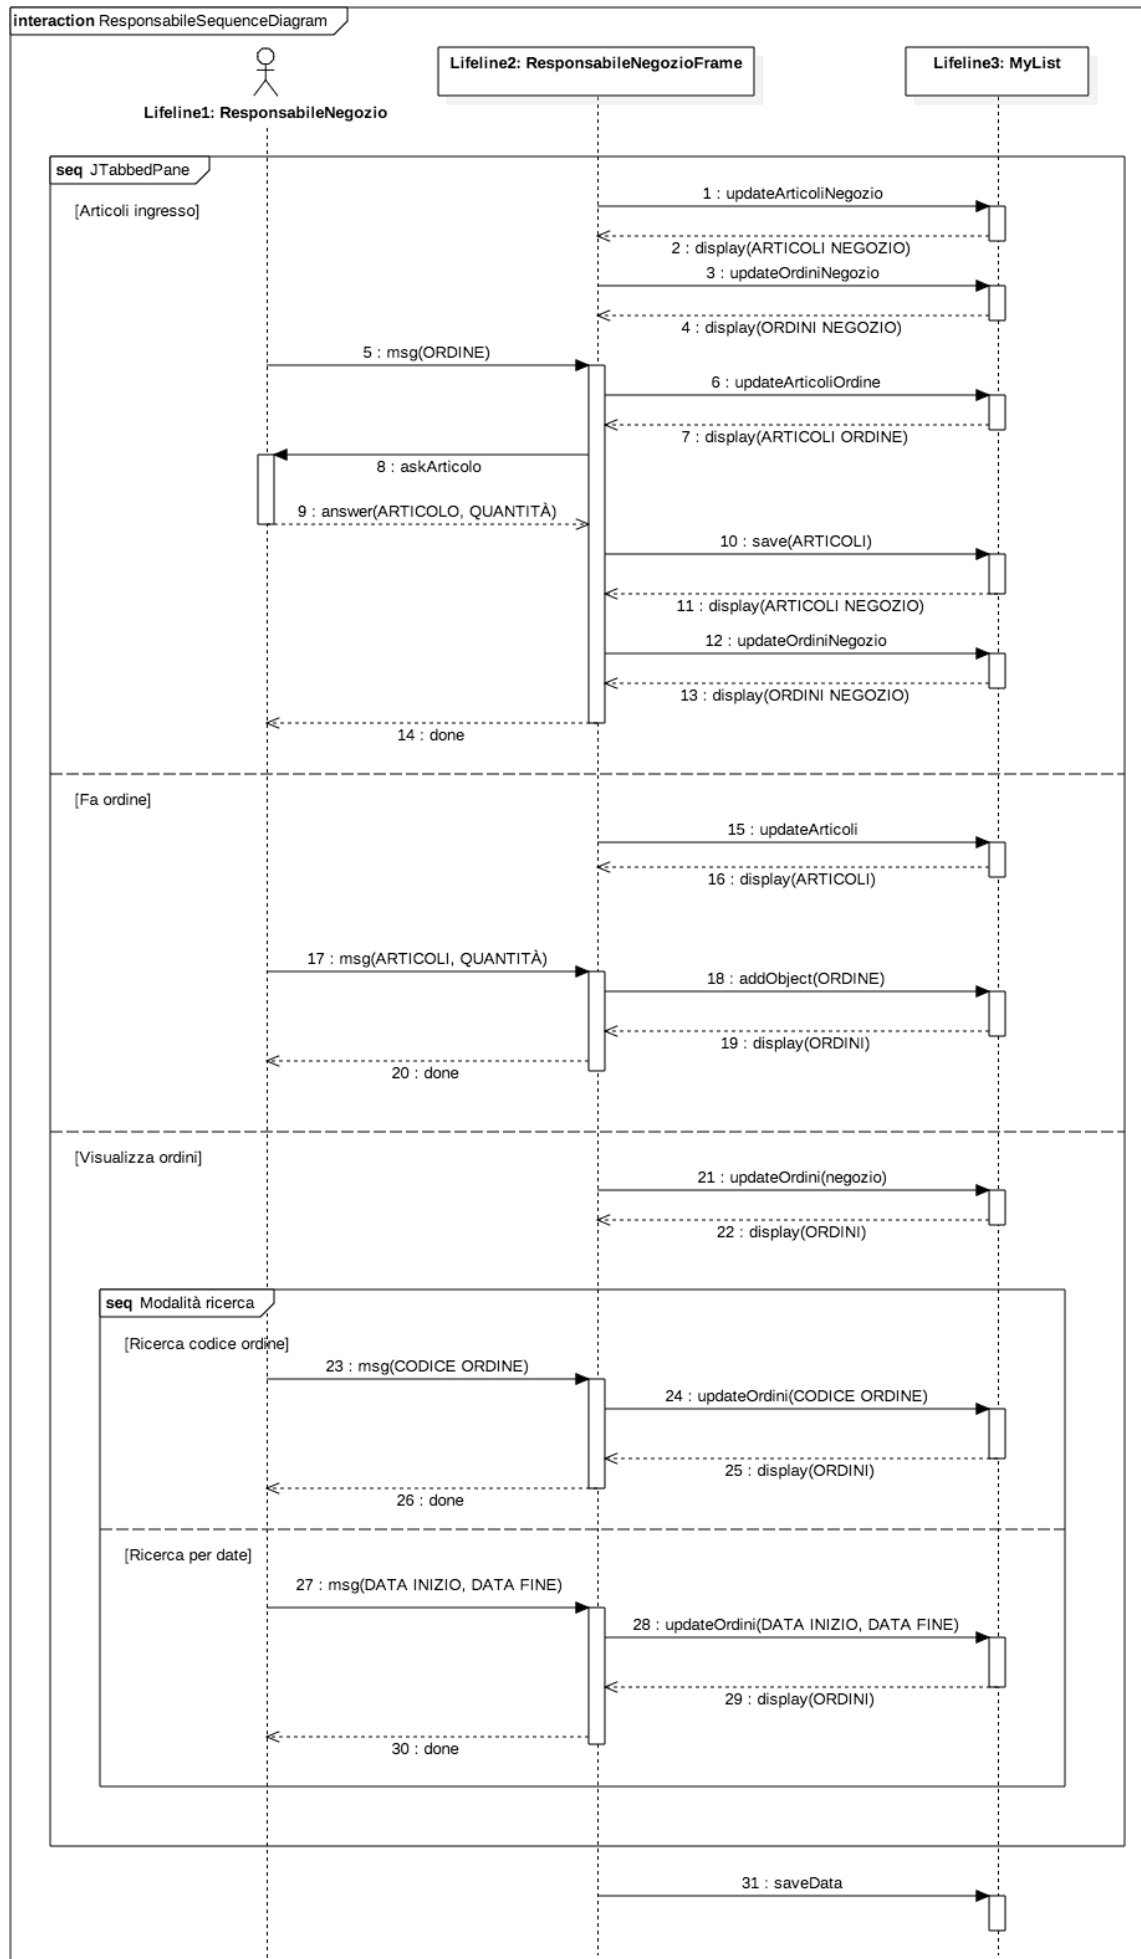 interaction ResponsabileSequenceDiagram
Lifeline1: ResponsabileNegozio
Lifeline2: ResponsabileNegozioFrame
Lifeline3: MyList
seq JTabbedPane
[Articoli ingresso]
1 : updateArticoliNegozio
2 : display(ARTICOLI NEGOZIO)
3 : updateOrdiniNegozio
4 : display(ORDINI NEGOZIO)
5 : msg(ORDINE)
6 : updateArticoliOrdine
7 : display(ARTICOLI ORDINE)
8 : askArticolo
9 : answer(ARTICOLO, QUANTITÀ)
10 : save(ARTICOLI)
11 : display(ARTICOLI NEGOZIO)
12 : updateOrdiniNegozio
13 : display(ORDINI NEGOZIO)
14 : done
[Fa ordine]
15 : updateArticoli
16 : display(ARTICOLI)
17 : msg(ARTICOLI, QUANTITÀ)
18 : addObject(ORDINE)
19 : display(ORDINI)
20 : done
[Visualizza ordini]
21 : updateOrdini(negozio)
22 : display(ORDINI)
seq Modalità ricerca
[Ricerca codice ordine]
23 : msg(CODICE ORDINE)
24 : updateOrdini(CODICE ORDINE)
25 : display(ORDINI)
26 : done
[Ricerca per date]
27 : msg(DATA INIZIO, DATA FINE)
28 : updateOrdini(DATA INIZIO, DATA FINE)
29 : display(ORDINI)
30 : done
31 : saveData